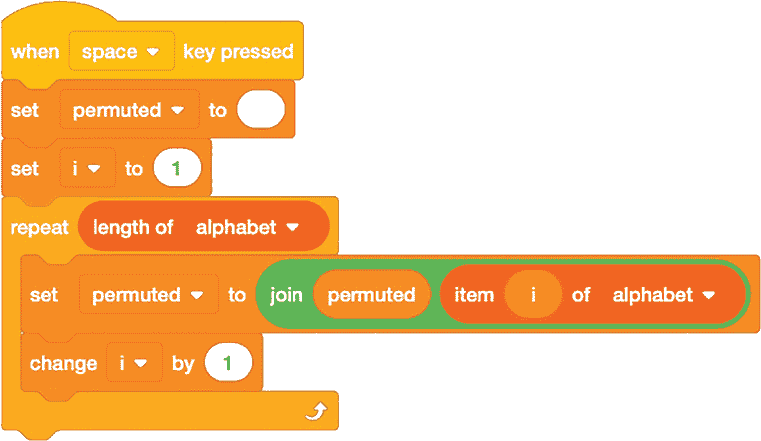 when space key pressed
set permuted to
set i to 1
repeat length of alphabet
set permuted to join permuted item i of alphabet
change i by 1